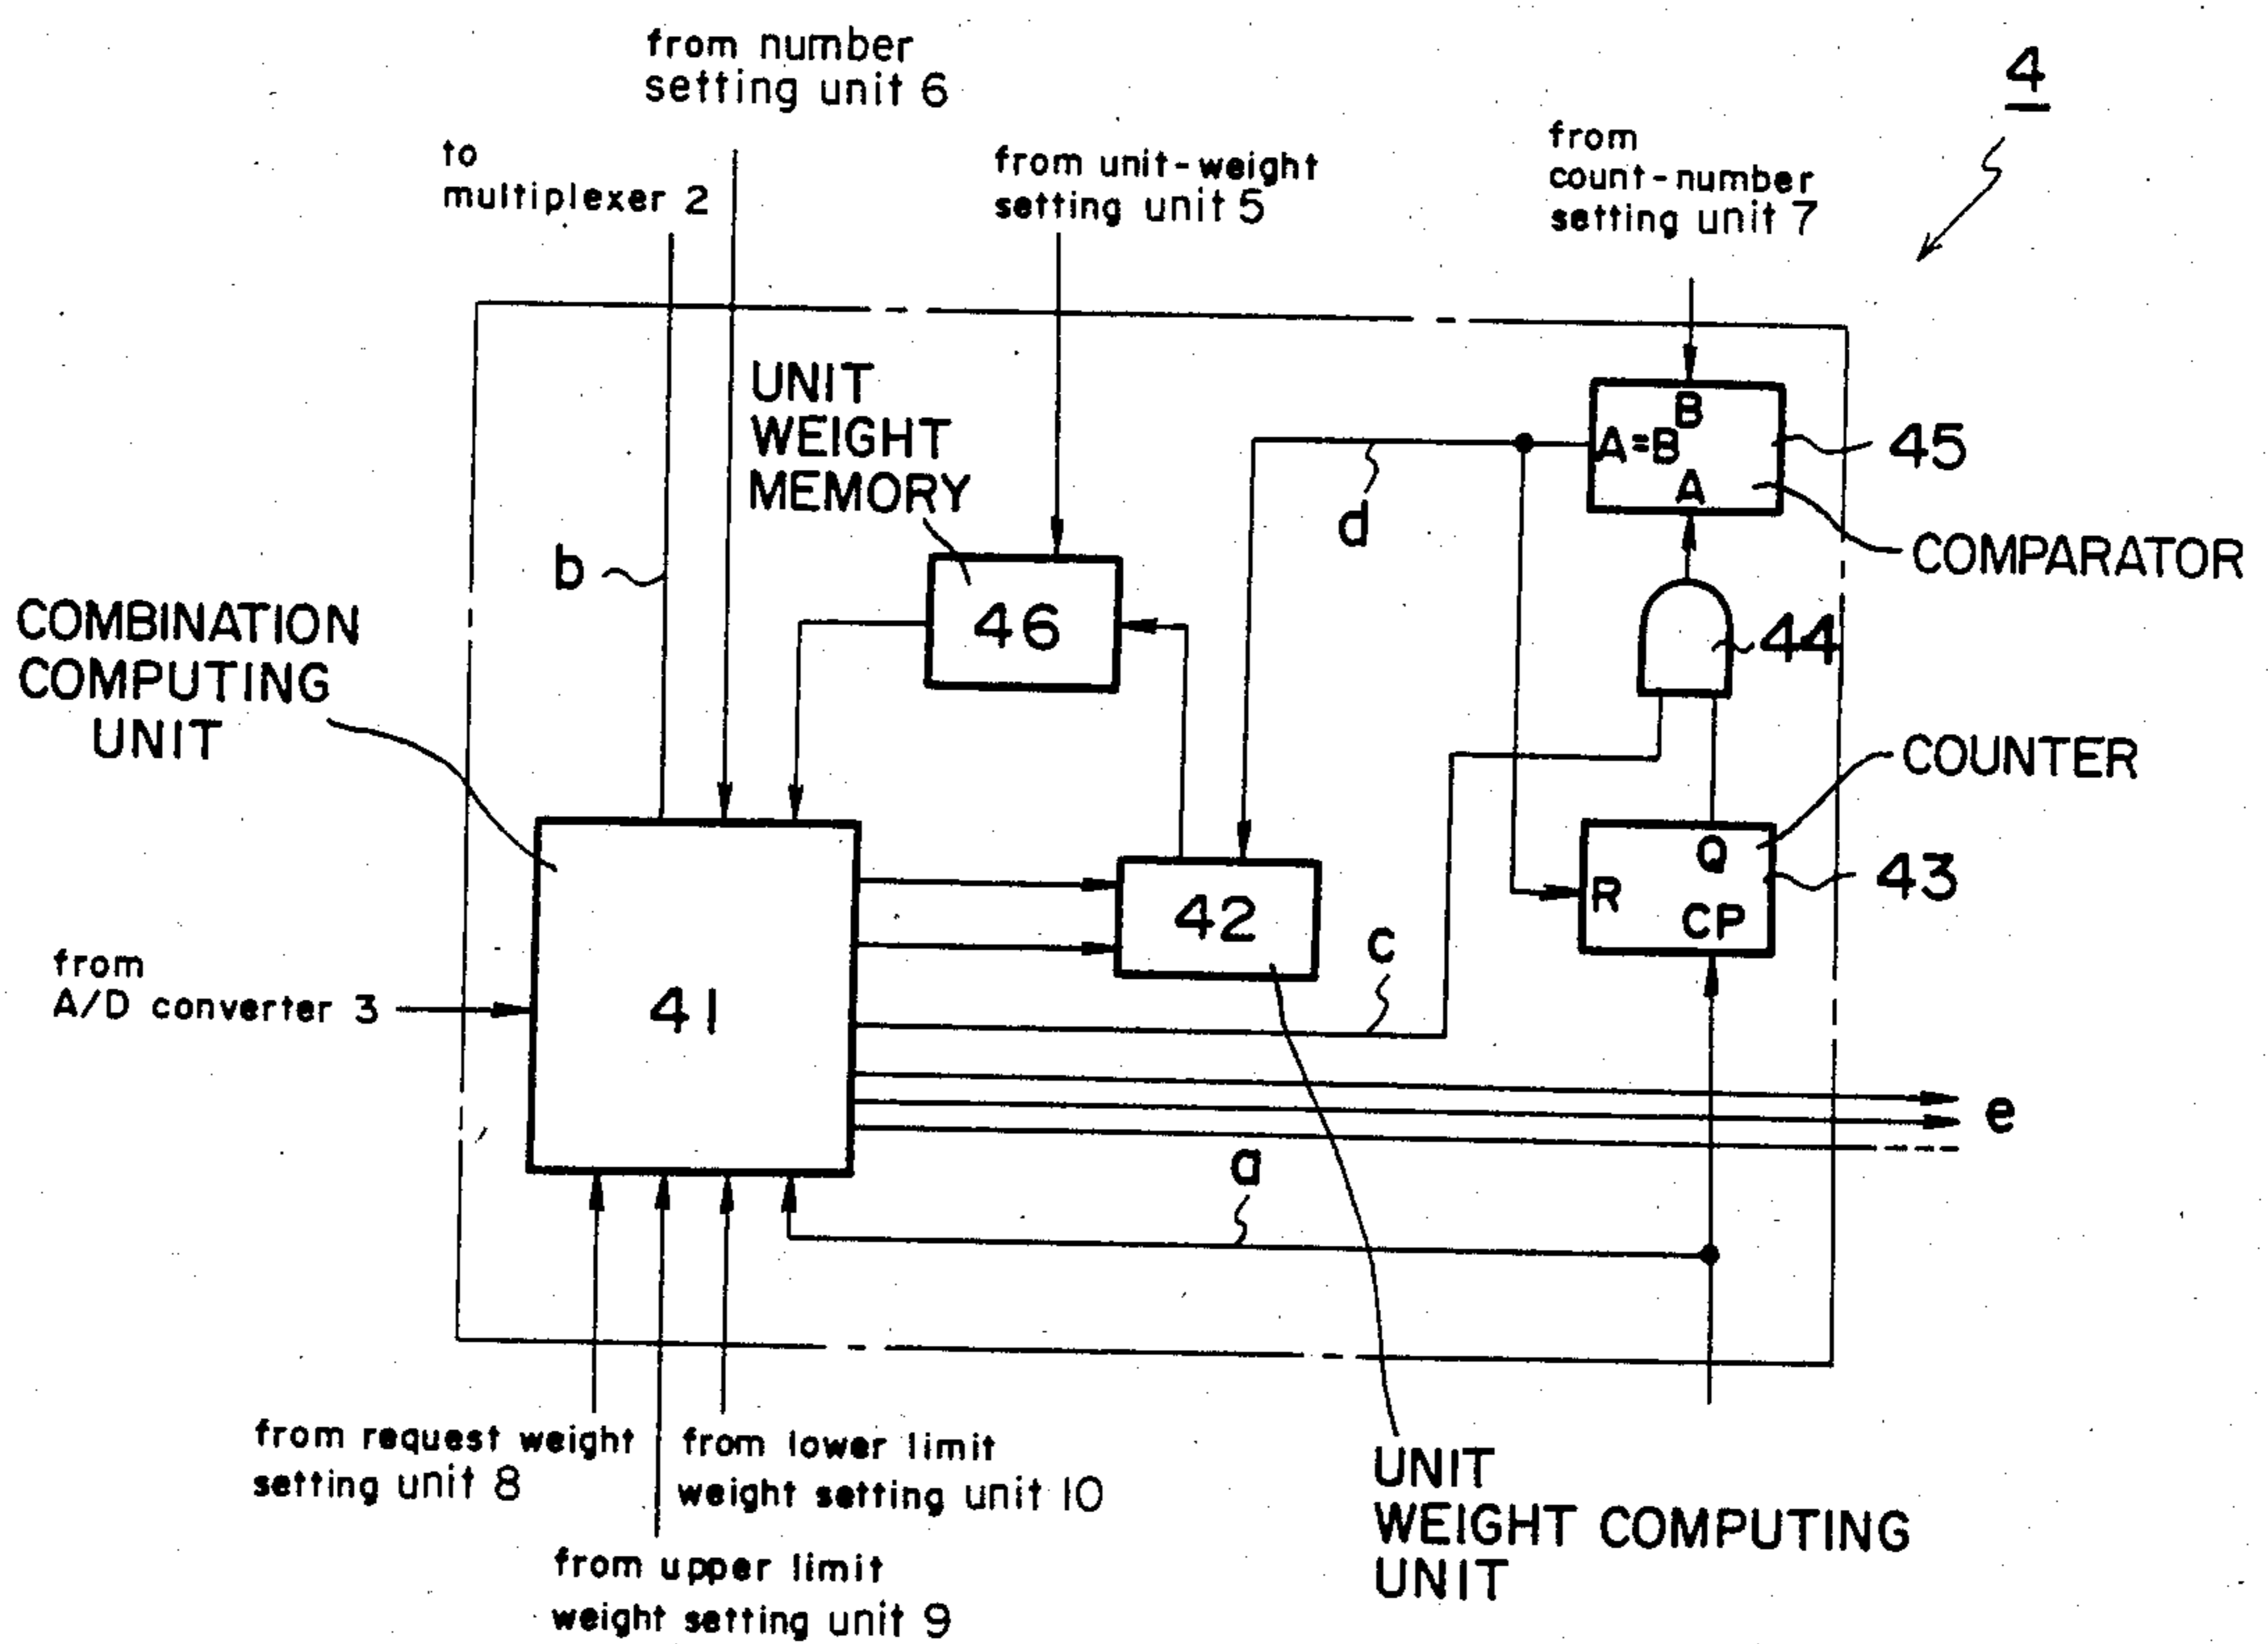 from number
setting unit 6
4
to
multiplexer 2
from unit-weight
setting unit 5
from
count-number
setting unit 7
UNIT
WEIGHT
MEMORY
B
A=B
A
45
d
COMPARATOR
b
46
44
COMBINATION
COMPUTING
UNIT
COUNTER
Q
R
CP
43
42
c
from
A/D converter 3
41
e
a
from request weight
setting unit 8
from lower limit
weight setting unit 10
from upper limit
weight setting unit 9
UNIT
WEIGHT COMPUTING
UNIT